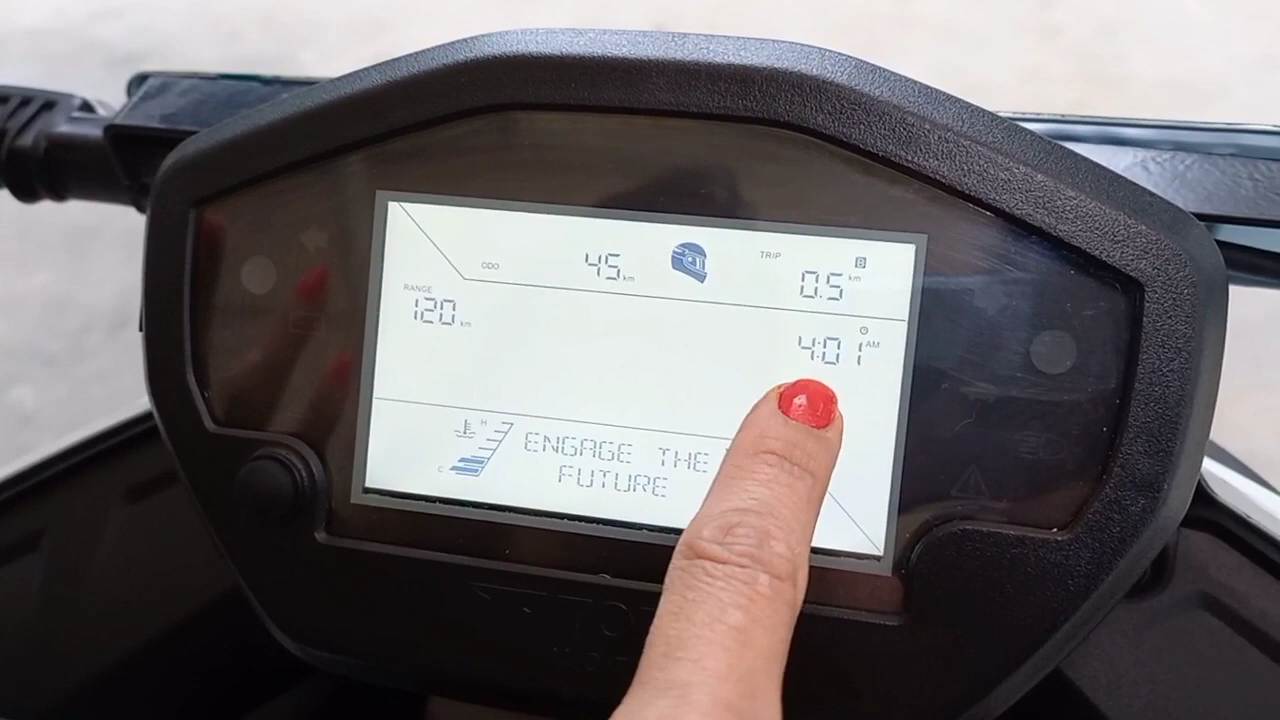 ODO 45 km TRIP B 0.5 km
RANGE
120 km
4:01 AM
H
C
ENGAGE THE
FUTURE